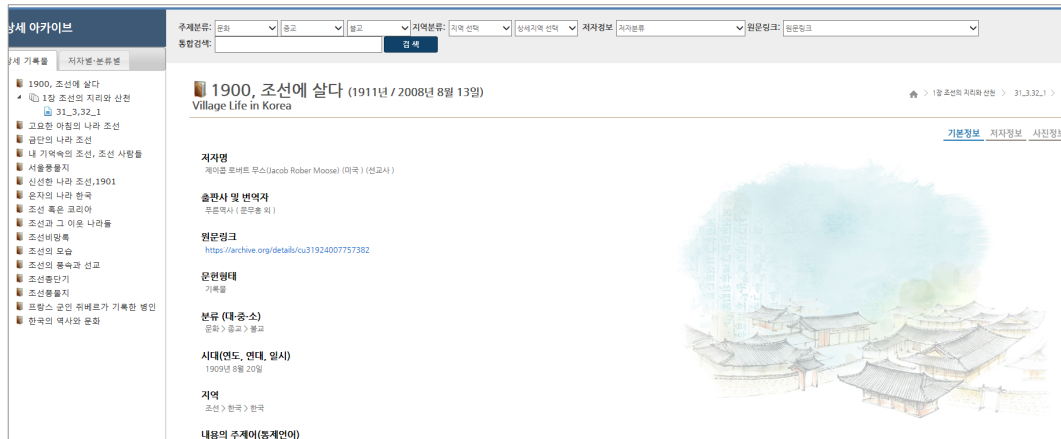 상세 아카이브
주제분류: 문화 종교 불교 지역분류: 지역 선택 상세지역 선택 저자정보 저자분류 원문링크: 원문링크
통합검색: 검 색
상세 기록물 저자별·분류별
1900, 조선에 살다
1장 조선의 지리와 산천
31_3,32_1
고요한 아침의 나라 조선
금단의 나라 조선
내 기억속의 조선, 조선 사람들
서울풍물지
신선한 나라 조선,1901
은자의 나라 한국
조선 혹은 코리아
조선과 그 이웃 나라들
조선비망록
조선의 모습
조선의 풍속과 선교
조선종단기
조선풍물지
프랑스 군인 쥐베르가 기록한 병인
한국의 역사와 문화
1900, 조선에 살다 (1911년 / 2008년 8월 13일)
Village Life in Korea
> 1장 조선의 지리와 산천 > 31_3,32_1 >
기본정보 저자정보 사진정보
저자명
제이콥 로버트 무스(Jacob Rober Moose) (미국 ) (선교사 )
출판사 및 번역자
푸른역사 ( 문무홍 외 )
원문링크
https://archive.org/details/cu31924007757382
문헌형태
기록물
분류 (대·중·소)
문화 > 종교 > 불교
시대(연도, 연대, 일시)
1909년 8월 20일
지역
조선 > 한국 > 한국
내용의 주제어(통제언어)